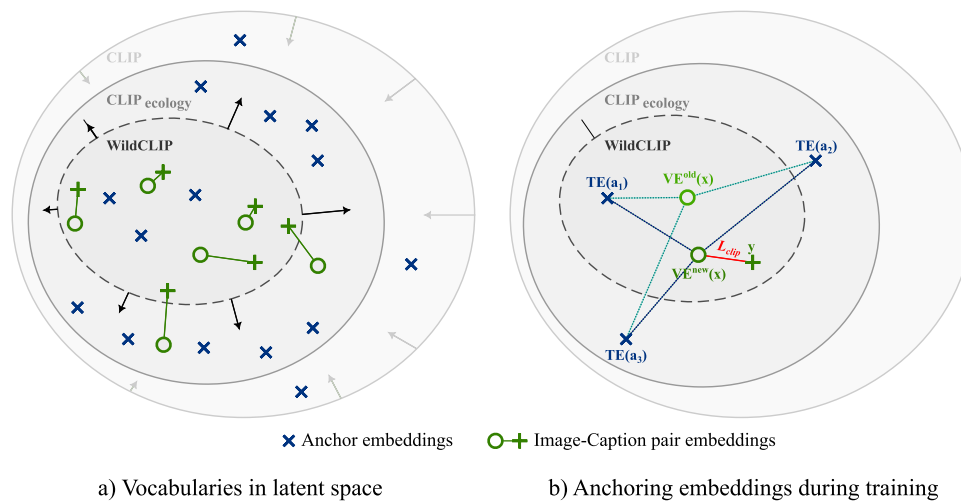 CLIP
CLIP ecology
WildCLIP
CLIP
CLIP ecology
WildCLIP
TE(a₂)
TE(a₁)
VEᵒˡᵈ(x)
L_clip
y
VEⁿᵉʷ(x)
TE(a₃)
Anchor embeddings
Image-Caption pair embeddings
a) Vocabularies in latent space
b) Anchoring embeddings during training